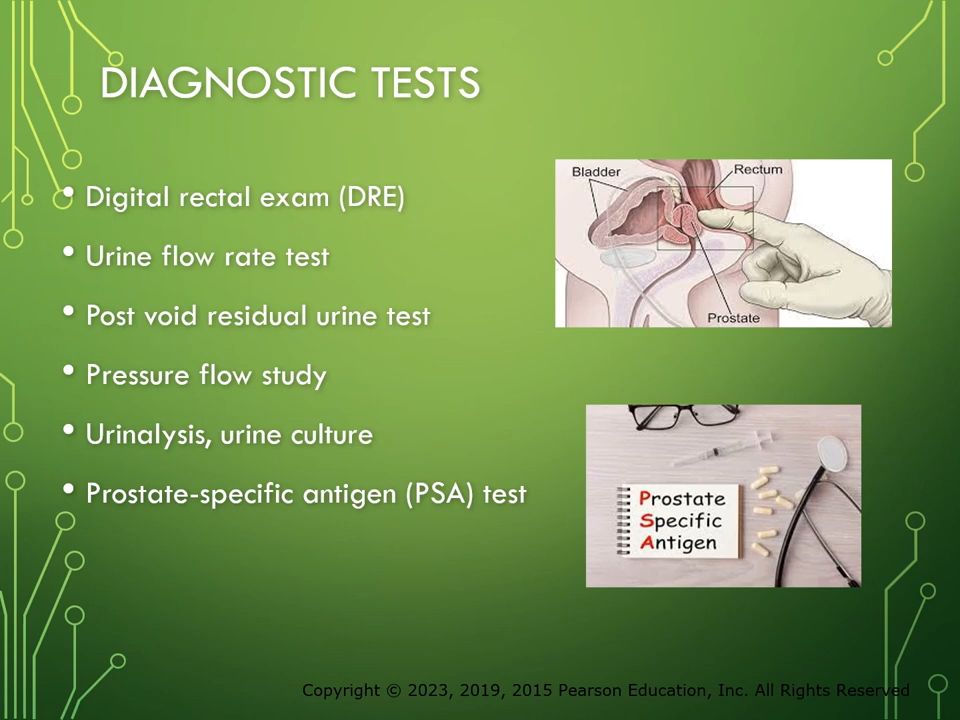 DIAGNOSTIC TESTS
• Digital rectal exam (DRE)
• Urine flow rate test
• Post void residual urine test
• Pressure flow study
• Urinalysis, urine culture
• Prostate-specific antigen (PSA) test
Bladder
Rectum
Prostate
Prostate
Specific
Antigen
Copyright © 2023, 2019, 2015 Pearson Education, Inc. All Rights Reserved